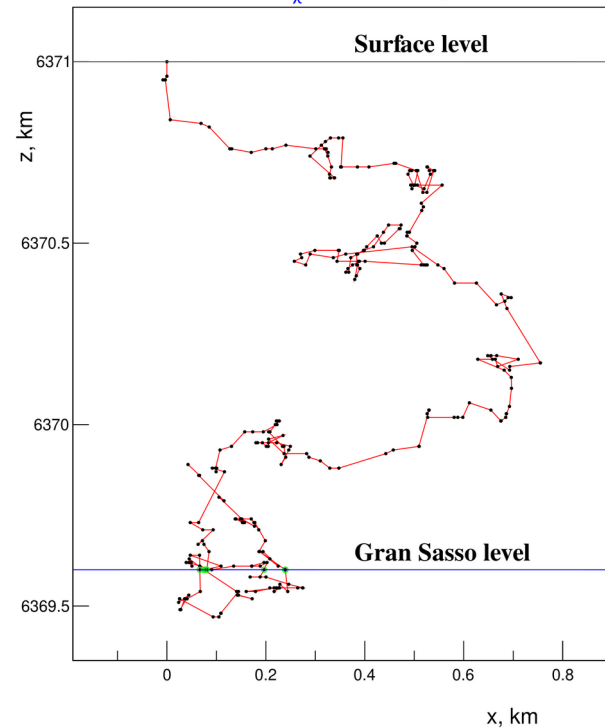 x
Surface level
6371
z, km
6370.5
6370
Gran Sasso level
6369.5
0 0.2 0.4 0.6 0.8
x, km